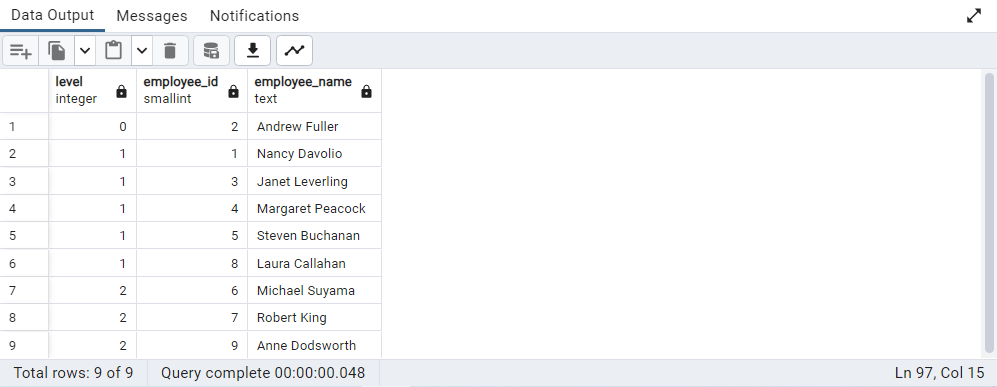 Data Output Messages Notifications
level employee_id employee_name
integer smallint text
1 0 2 Andrew Fuller
2 1 1 Nancy Davolio
3 1 3 Janet Leverling
4 1 4 Margaret Peacock
5 1 5 Steven Buchanan
6 1 8 Laura Callahan
7 2 6 Michael Suyama
8 2 7 Robert King
9 2 9 Anne Dodsworth
Total rows: 9 of 9 Query complete 00:00:00.048 Ln 97, Col 15